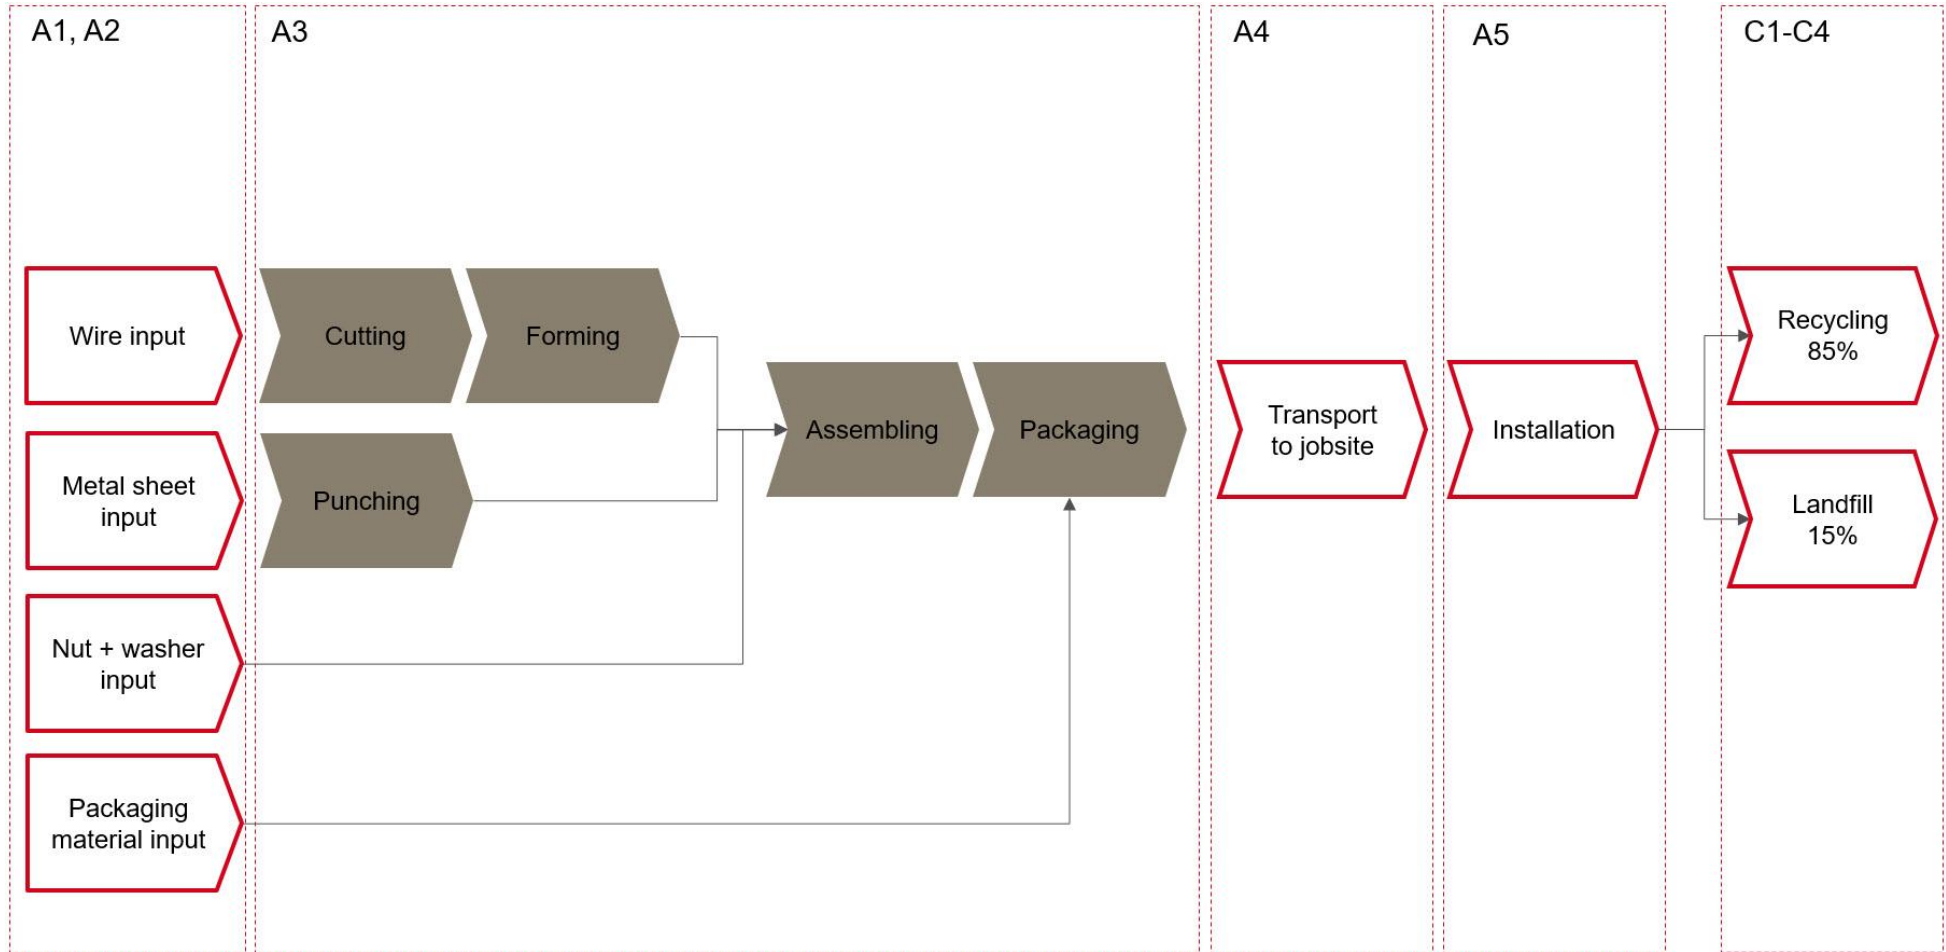 A1, A2
A3
A4
A5
C1-C4
Wire input
Cutting
Forming
Recycling
85%
Assembling
Packaging
Transport
to jobsite
Installation
Metal sheet
input
Punching
Landfill
15%
Nut + washer
input
Packaging
material input